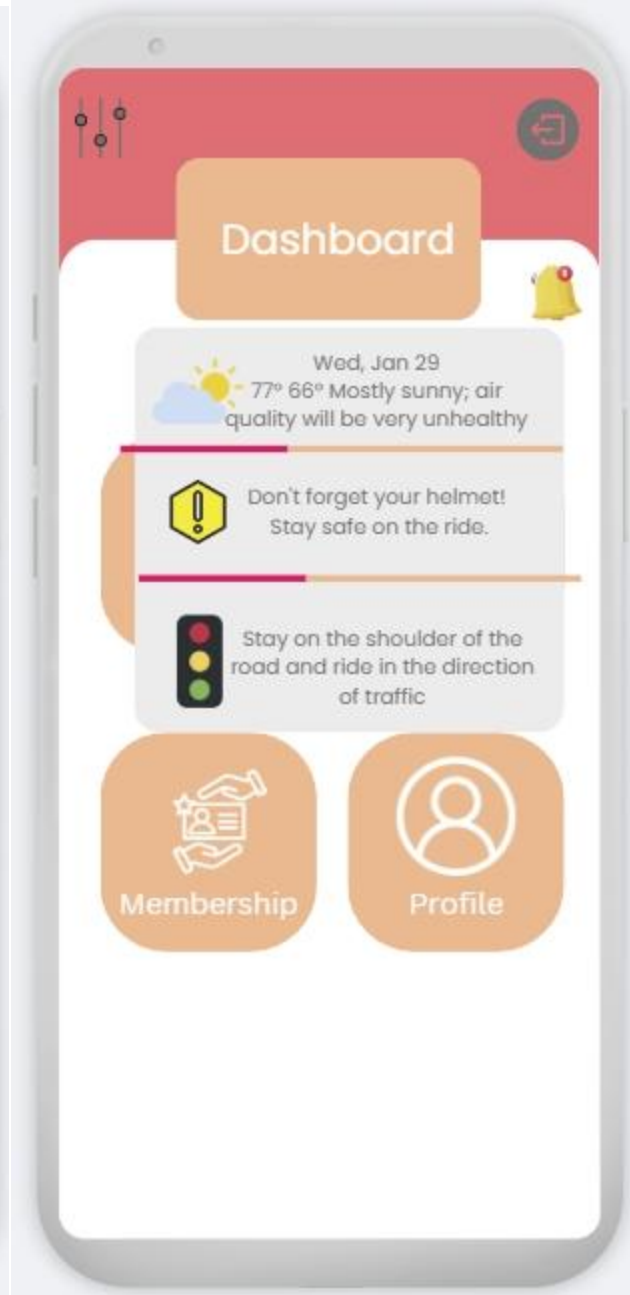 Dashboard
Wed, Jan 29
77° 66° Mostly sunny; air
quality will be very unhealthy
Don't forget your helmet!
Stay safe on the ride.
Stay on the shoulder of the
road and ride in the direction
of traffic
Membership
Profile